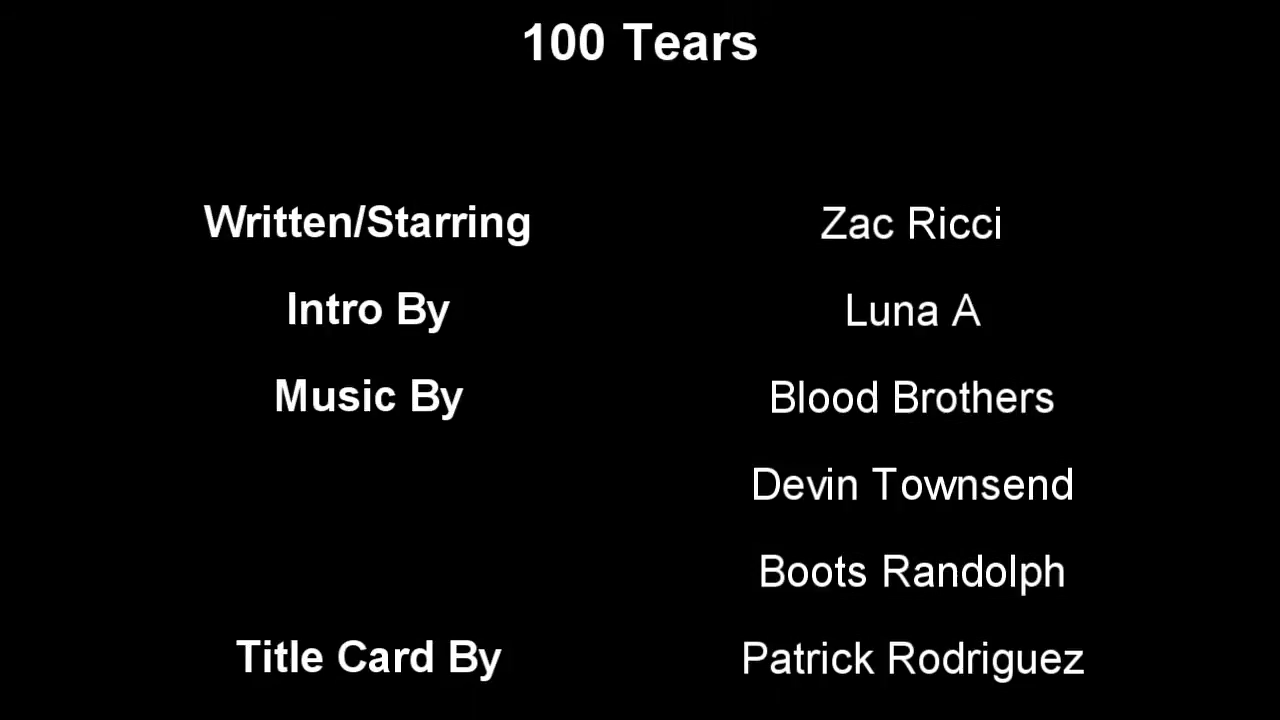 100 Tears
Written/Starring Zac Ricci
Intro By Luna A
Music By Blood Brothers
Devin Townsend
Boots Randolph
Title Card By Patrick Rodriguez